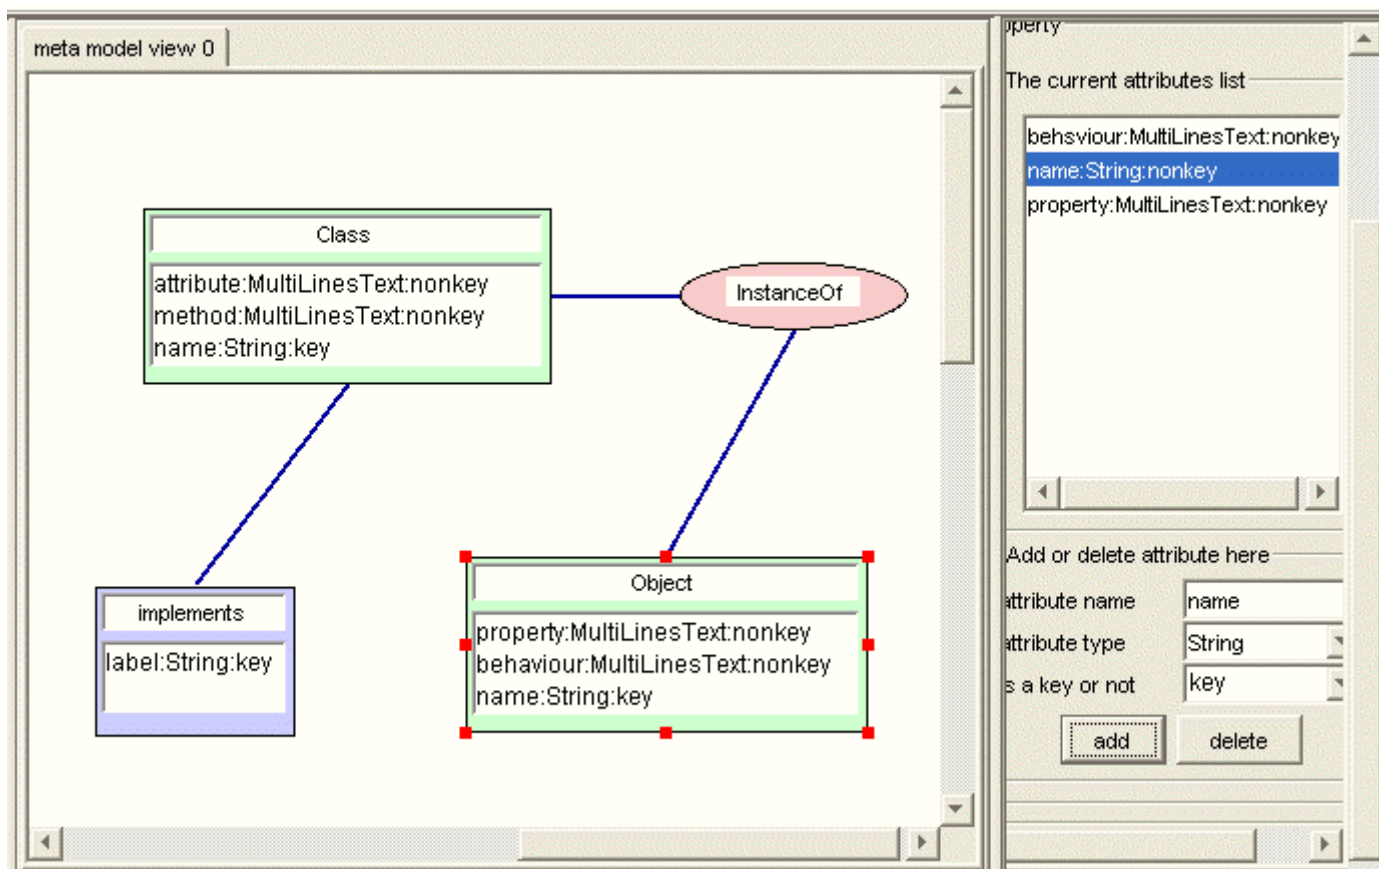 meta model view 0
Class
attribute:MultiLinesText:nonkey
method:MultiLinesText:nonkey
name:String:key
InstanceOf
implements
label:String:key
Object
property:MultiLinesText:nonkey
behaviour:MultiLinesText:nonkey
name:String:key
operty
The current attributes list
behsviour:MultiLinesText:nonkey
name:String:nonkey
property:MultiLinesText:nonkey
Add or delete attribute here
attribute name name
attribute type String
s a key or not key
add delete